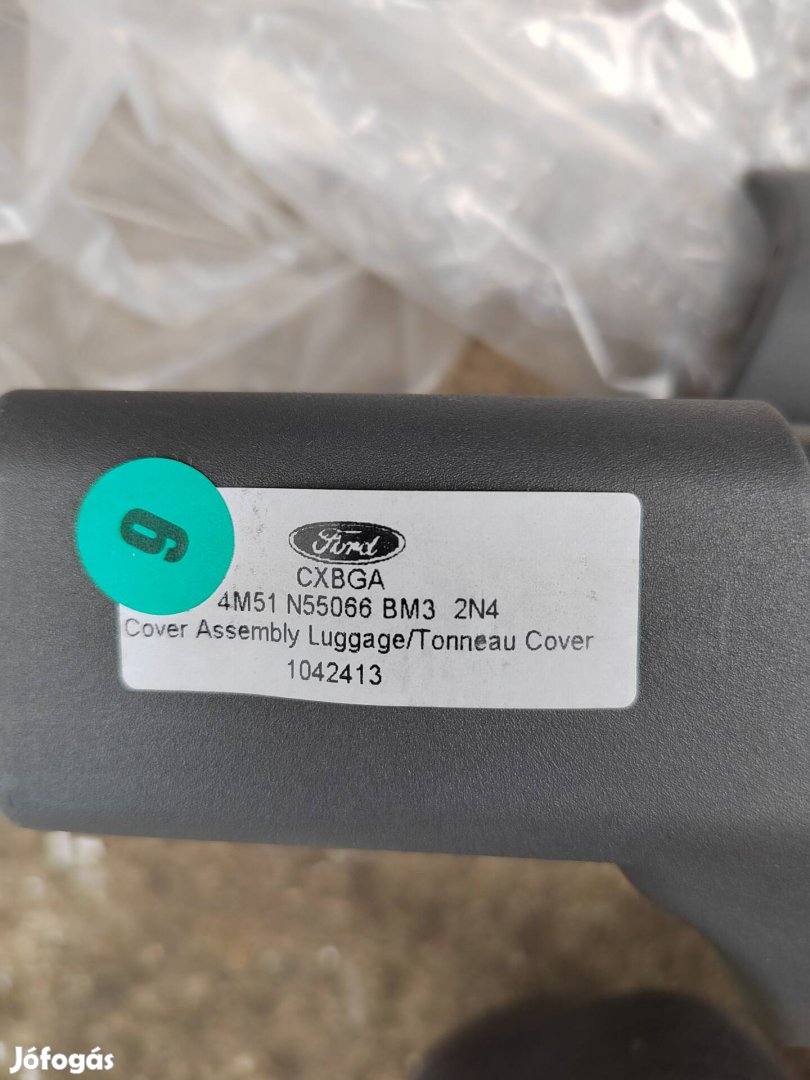 9
Ford
CXBGA
4M51 N55066 BM3 2N4
Cover Assembly Luggage/Tonneau Cover
1042413
Jófogás